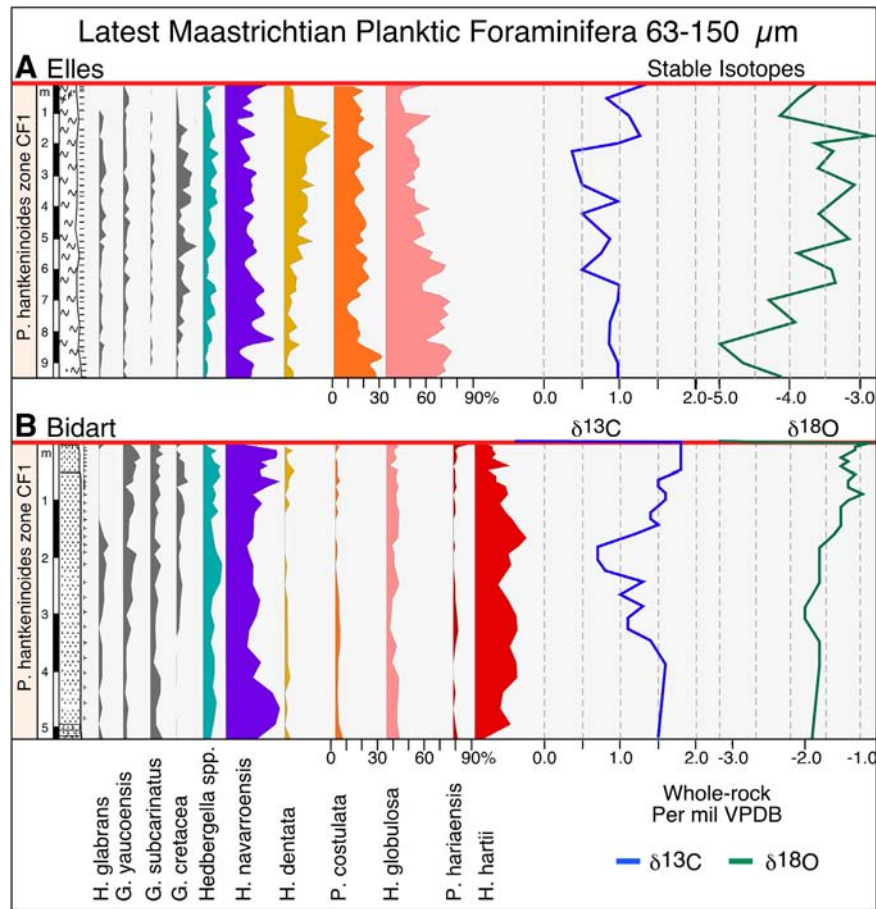 Latest Maastrichtian Planktic Foraminifera 63-150 μm
A Elles
Stable Isotopes
P. hantkeninoides zone CF1
m
1
2
3
4
5
6
7
8
9
0 30 60 90%
0.0 1.0 2.0 -5.0 -4.0 -3.0
B Bidart
δ13C δ18O
P. hantkeninoides zone CF1
m
1
2
3
4
5
0 30 60 90%
0.0 1.0 2.0 -3.0 -2.0 -1.0
H. glabrans
G. yaucoensis
G. subcarinatus
G. cretacea
Hedbergella spp.
H. navarroensis
H. dentata
P. costulata
H. globulosa
P. hariaensis
H. hartii
Whole-rock
Per mil VPDB
δ13C δ18O